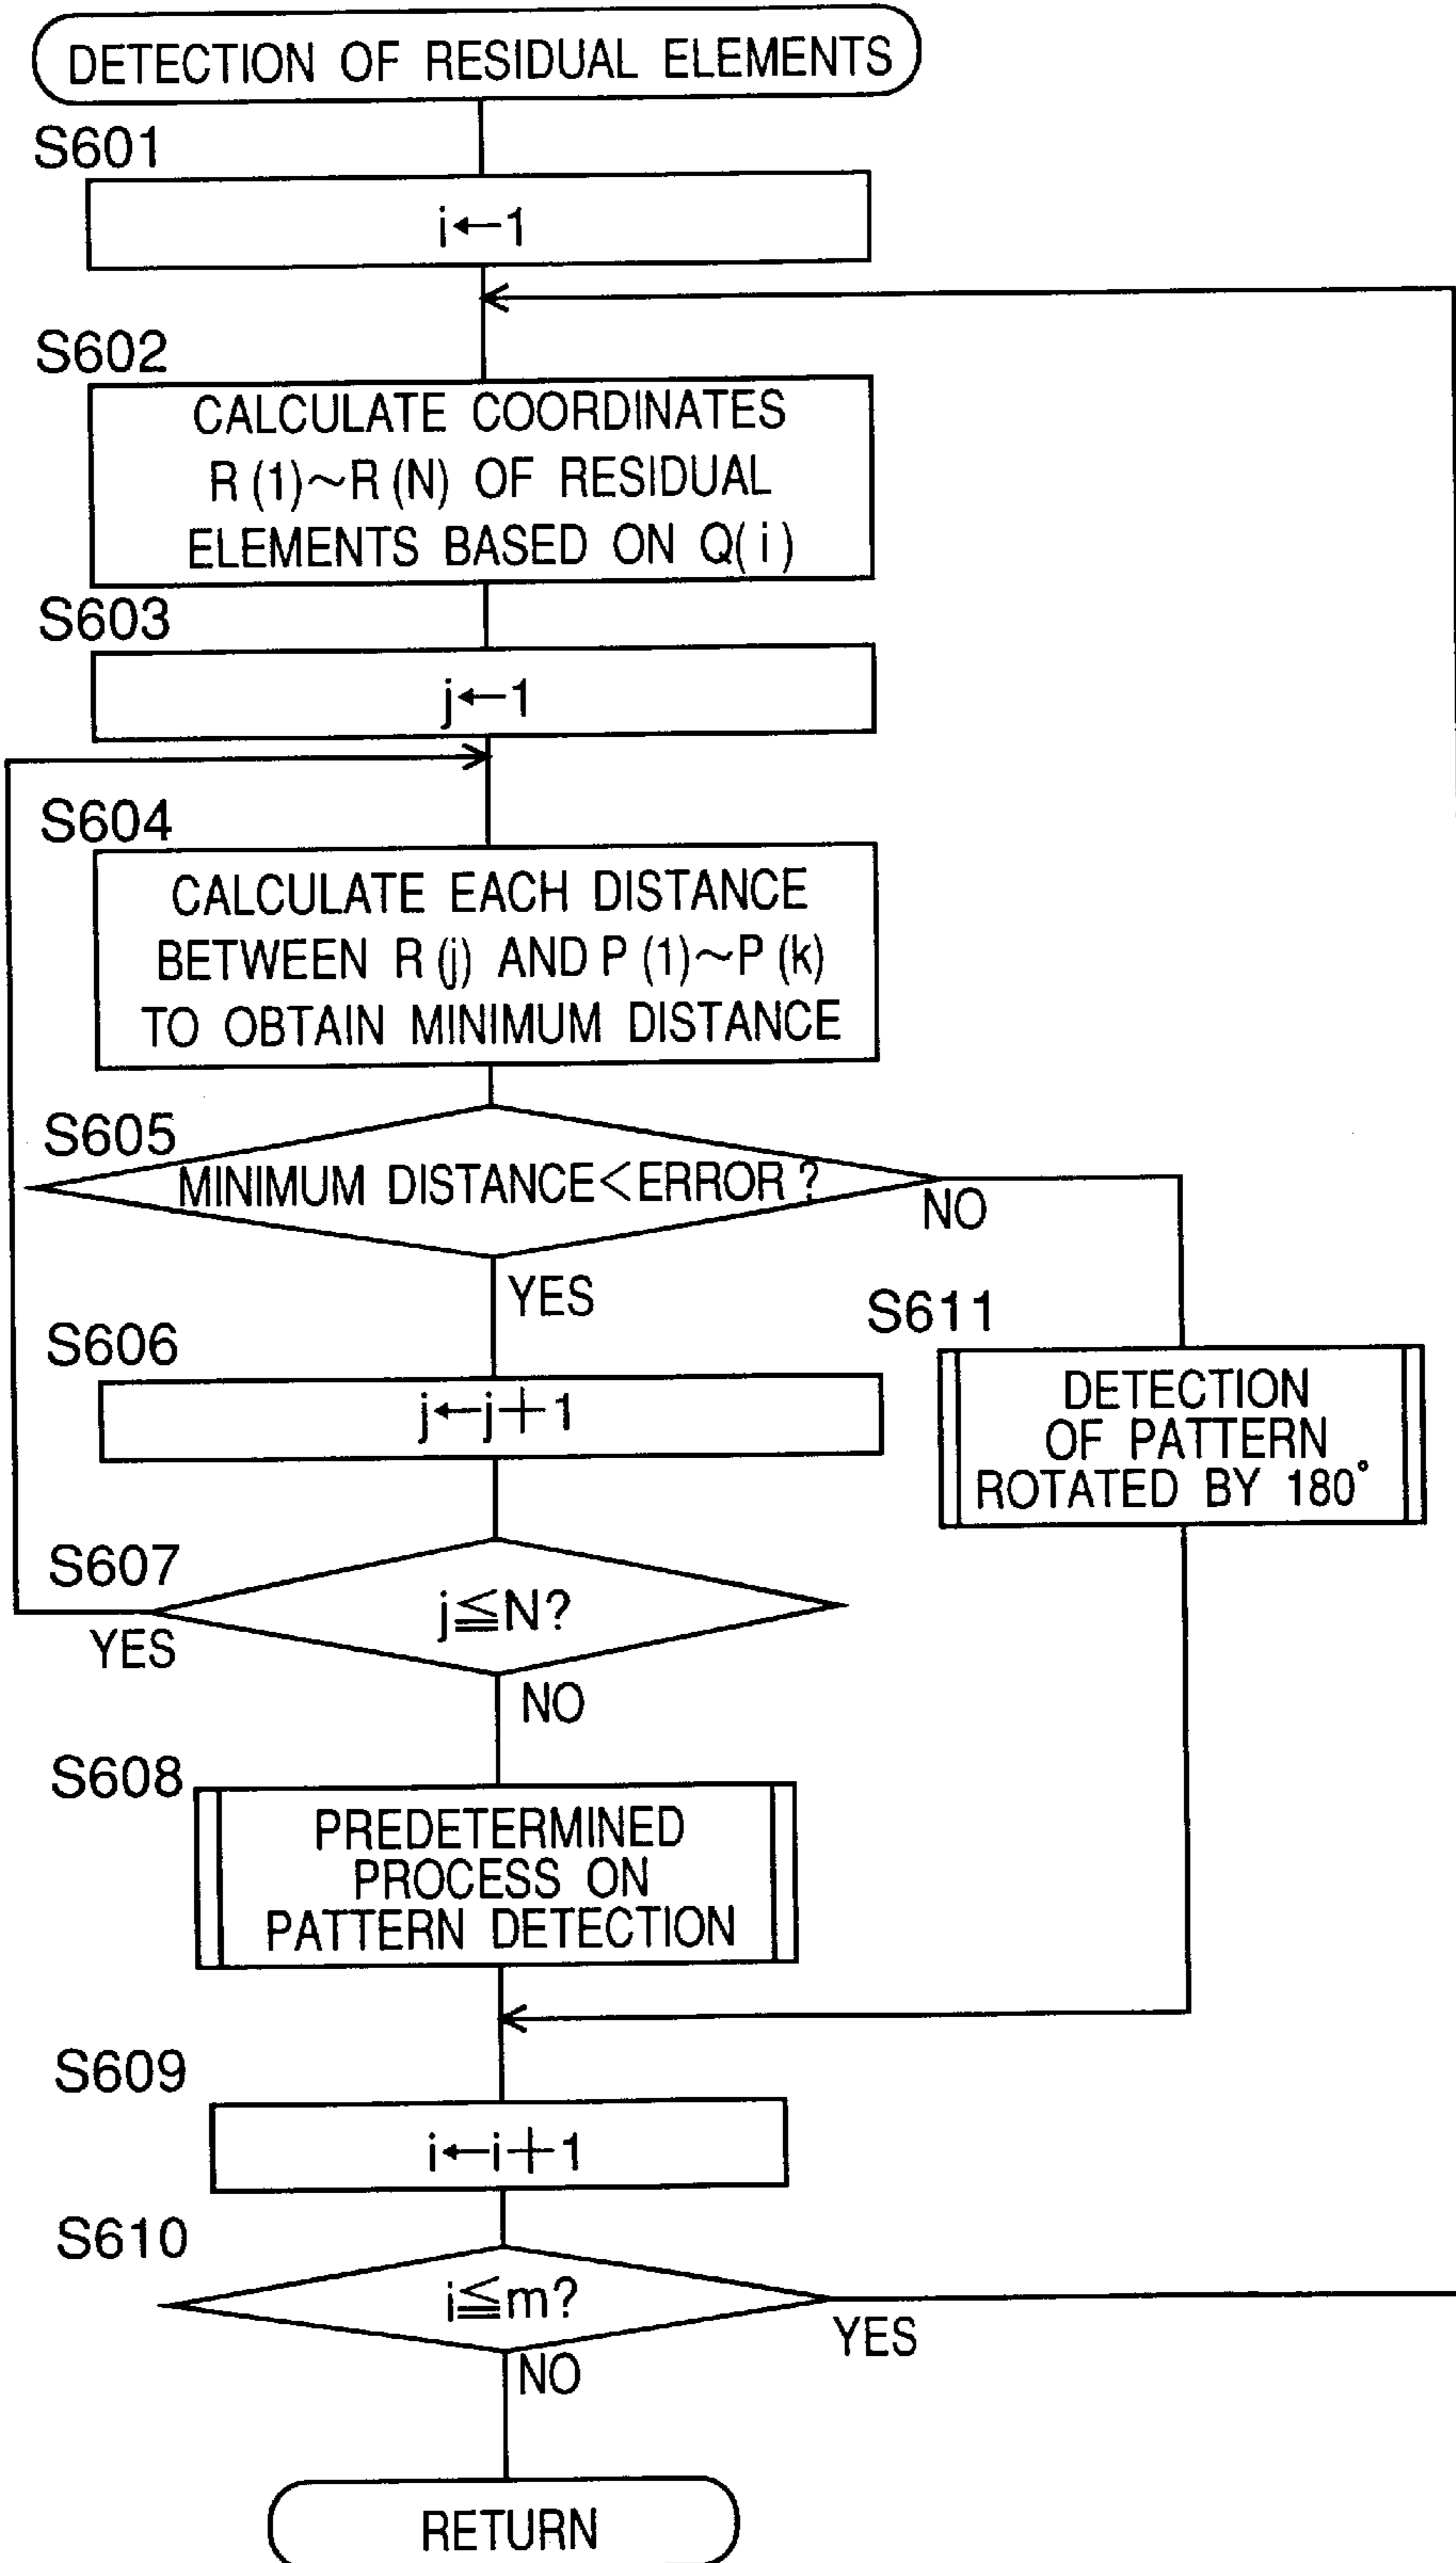 DETECTION OF RESIDUAL ELEMENTS
S601
i←1
S602
CALCULATE COORDINATES
R(1)~R(N) OF RESIDUAL
ELEMENTS BASED ON Q(i)
S603
j←1
S604
CALCULATE EACH DISTANCE
BETWEEN R(j) AND P(1)~P(k)
TO OBTAIN MINIMUM DISTANCE
S605
MINIMUM DISTANCE<ERROR?
NO
YES
S611
DETECTION
OF PATTERN
ROTATED BY 180°
S606
j←j+1
S607
j≦N?
YES
NO
S608
PREDETERMINED
PROCESS ON
PATTERN DETECTION
S609
i←i+1
S610
i≦m?
YES
NO
RETURN